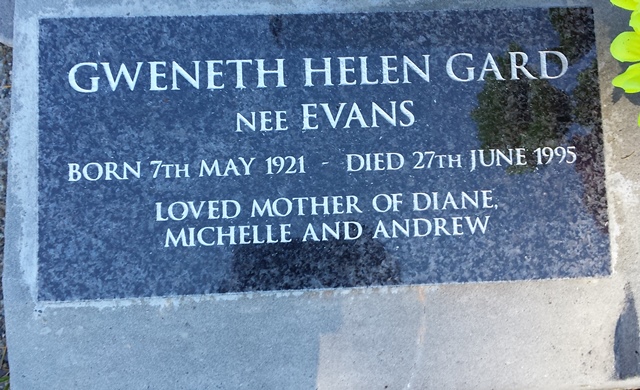 GWENETH HELEN GARD
NEE EVANS
BORN 7TH MAY 1921 - DIED 27TH JUNE 1995
LOVED MOTHER OF DIANE,
MICHELLE AND ANDREW